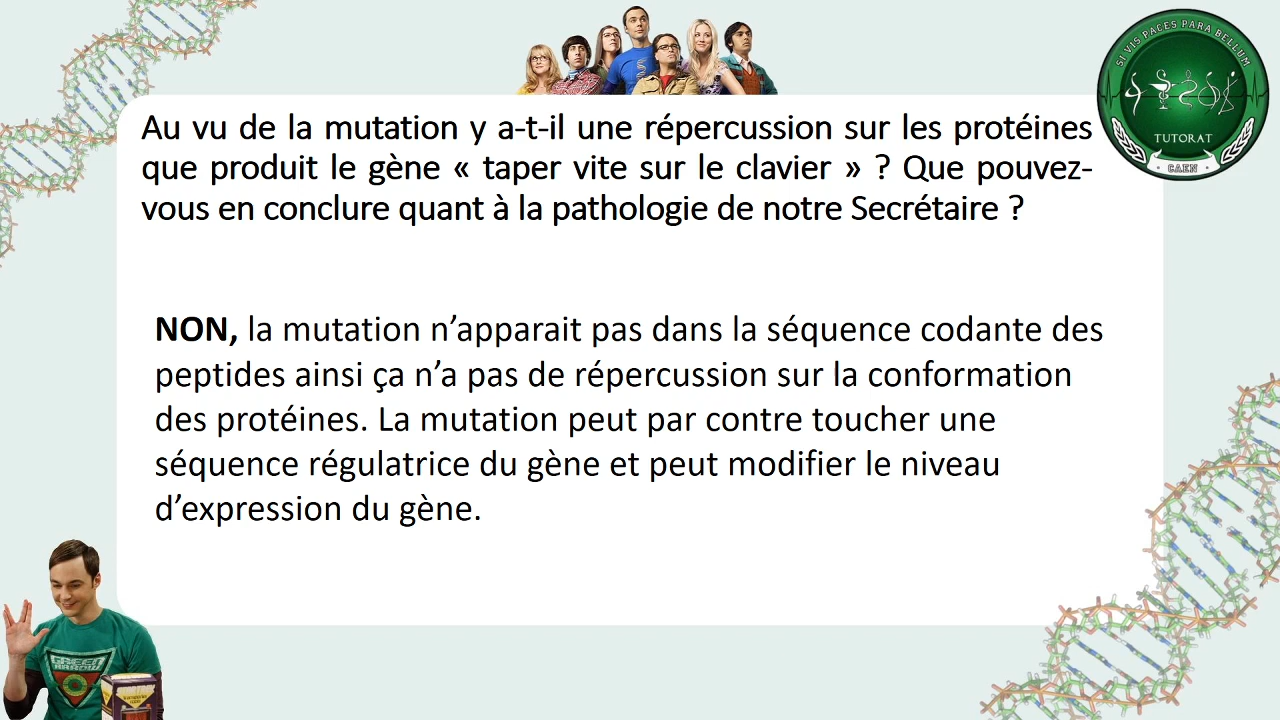 SI VIS PACES PARA BELLUM
TUTORAT
CAEN
Au vu de la mutation y a-t-il une répercussion sur les protéines
que produit le gène « taper vite sur le clavier » ? Que pouvez-
vous en conclure quant à la pathologie de notre Secrétaire ?
NON, la mutation n’apparait pas dans la séquence codante des
peptides ainsi ça n’a pas de répercussion sur la conformation
des protéines. La mutation peut par contre toucher une
séquence régulatrice du gène et peut modifier le niveau
d’expression du gène.
GREEN
ARROW